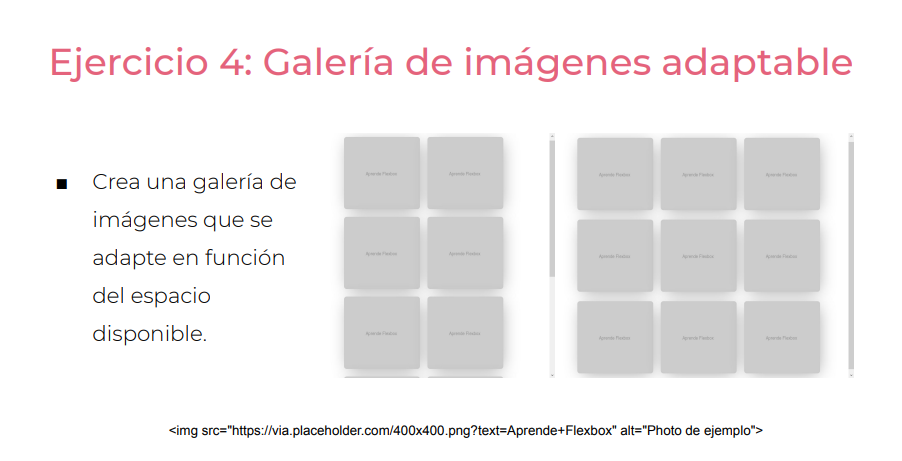 Ejercicio 4: Galería de imágenes adaptable
▪ Crea una galería de
imágenes que se
adapte en función
del espacio
disponible.
Aprende Flexbox Aprende Flexbox Aprende Flexbox Aprende Flexbox Aprende Flexbox
Aprende Flexbox Aprende Flexbox Aprende Flexbox Aprende Flexbox Aprende Flexbox
Aprende Flexbox Aprende Flexbox Aprende Flexbox Aprende Flexbox Aprende Flexbox
<img src="https://via.placeholder.com/400x400.png?text=Aprende+Flexbox" alt="Photo de ejemplo">